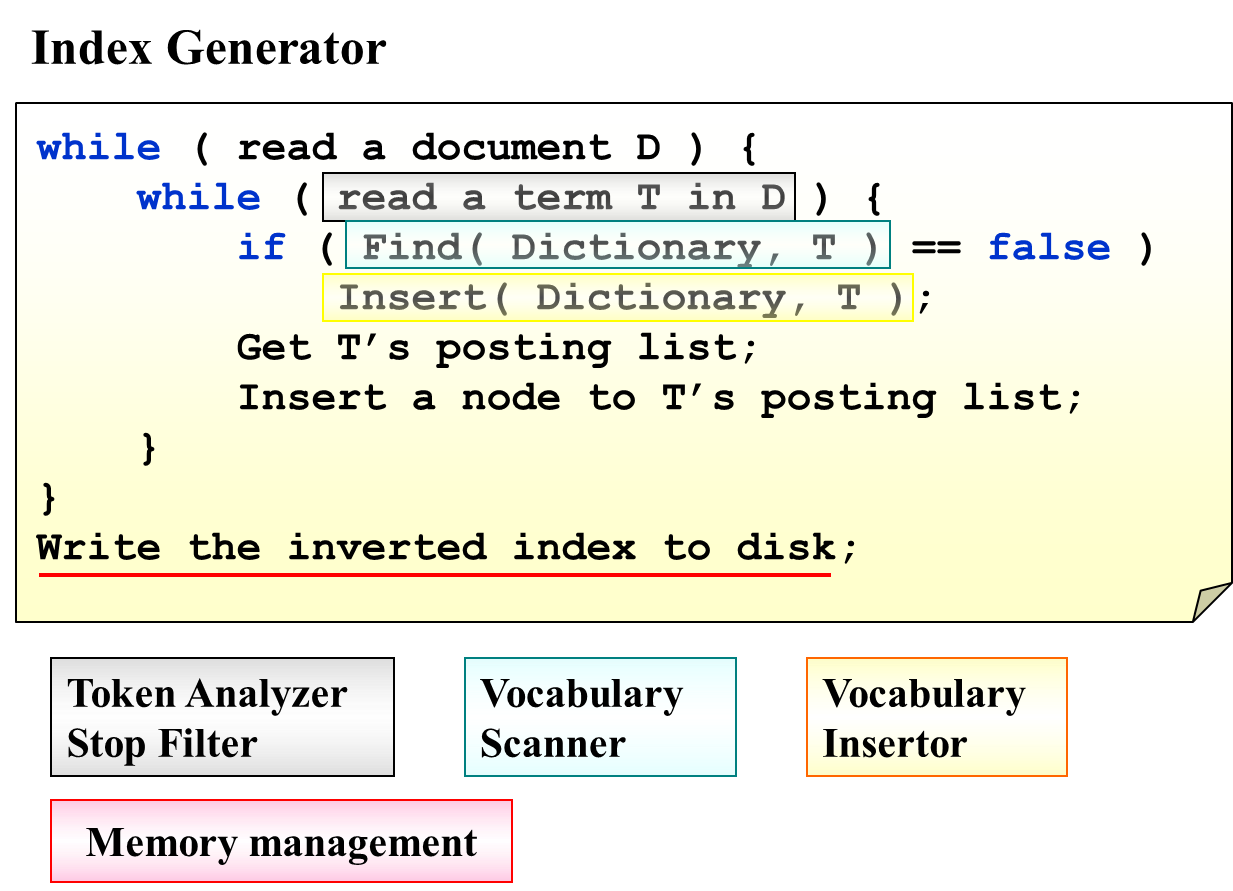 Index Generator
while ( read a document D ) {
while ( read a term T in D ) {
if ( Find( Dictionary, T ) == false )
Insert( Dictionary, T );
Get T’s posting list;
Insert a node to T’s posting list;
}
}
Write the inverted index to disk;
Token Analyzer
Stop Filter
Vocabulary
Scanner
Vocabulary
Insertor
Memory management